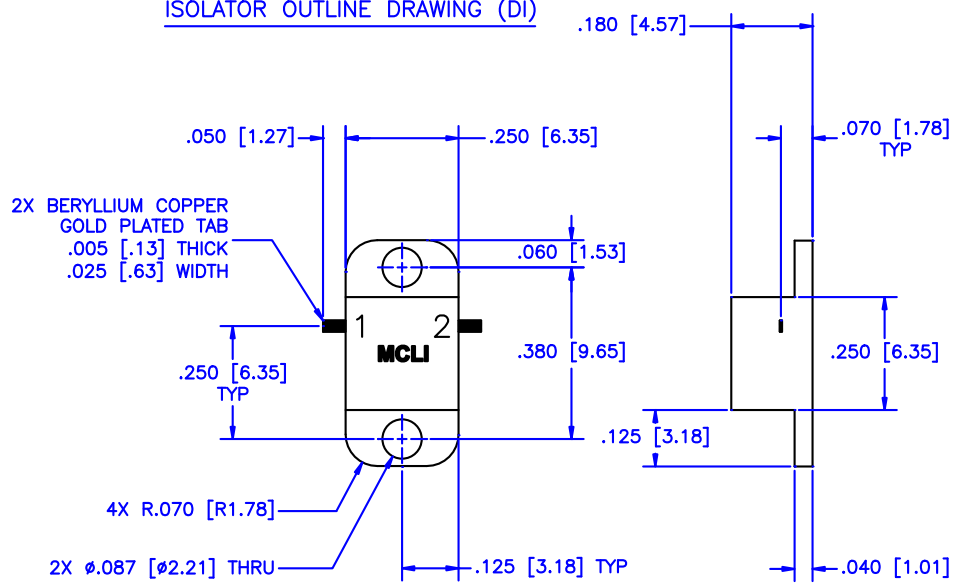 ISOLATOR OUTLINE DRAWING (DI)
.180 [4.57]
.050 [1.27]
.250 [6.35]
.070 [1.78]
TYP
2X BERYLLIUM COPPER
GOLD PLATED TAB
.005 [.13] THICK
.025 [.63] WIDTH
.060 [1.53]
1
2
MCLI
.380 [9.65]
.250 [6.35]
.250 [6.35]
TYP
.125 [3.18]
4X R.070 [R1.78]
2X ø.087 [ø2.21] THRU
.125 [3.18] TYP
.040 [1.01]